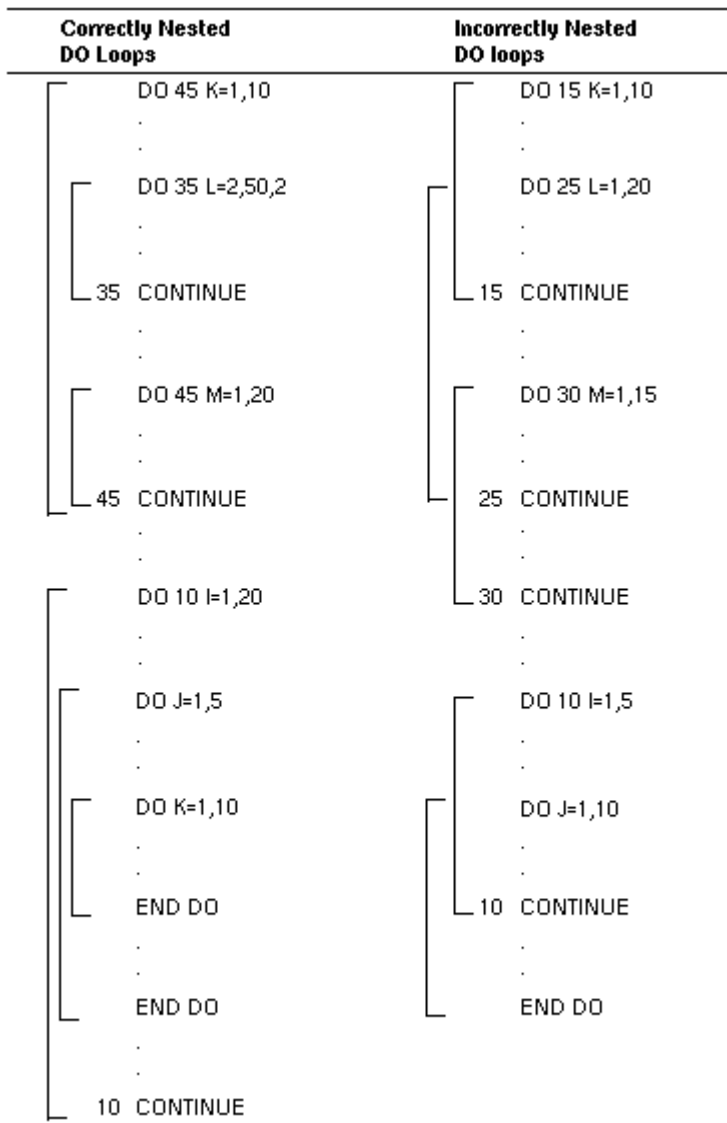 Correctly Nested
DO Loops
Incorrectly Nested
DO loops
DO 45 K=1,10
.
.
DO 35 L=2,50,2
.
.
35 CONTINUE
.
.
DO 45 M=1,20
.
.
45 CONTINUE
.
.
DO 10 I=1,20
.
.
DO J=1,5
.
.
DO K=1,10
.
.
END DO
.
.
END DO
.
.
10 CONTINUE
DO 15 K=1,10
.
.
DO 25 L=1,20
.
.
15 CONTINUE
.
.
DO 30 M=1,15
.
.
25 CONTINUE
.
.
30 CONTINUE
.
.
DO 10 I=1,5
.
.
DO J=1,10
.
.
10 CONTINUE
.
.
END DO